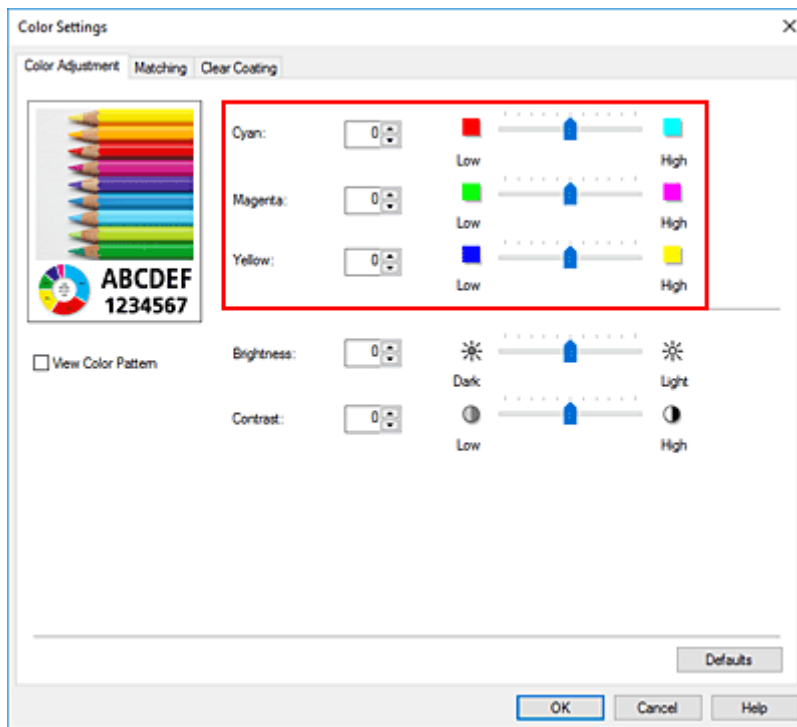 Color Settings
Color Adjustment Matching Clear Coating
Cyan: 0
Low High
Magenta: 0
Low High
Yellow: 0
Low High
ABCDEF
1234567
View Color Pattern
Brightness: 0
Dark Light
Contrast: 0
Low High
Defaults
OK Cancel Help